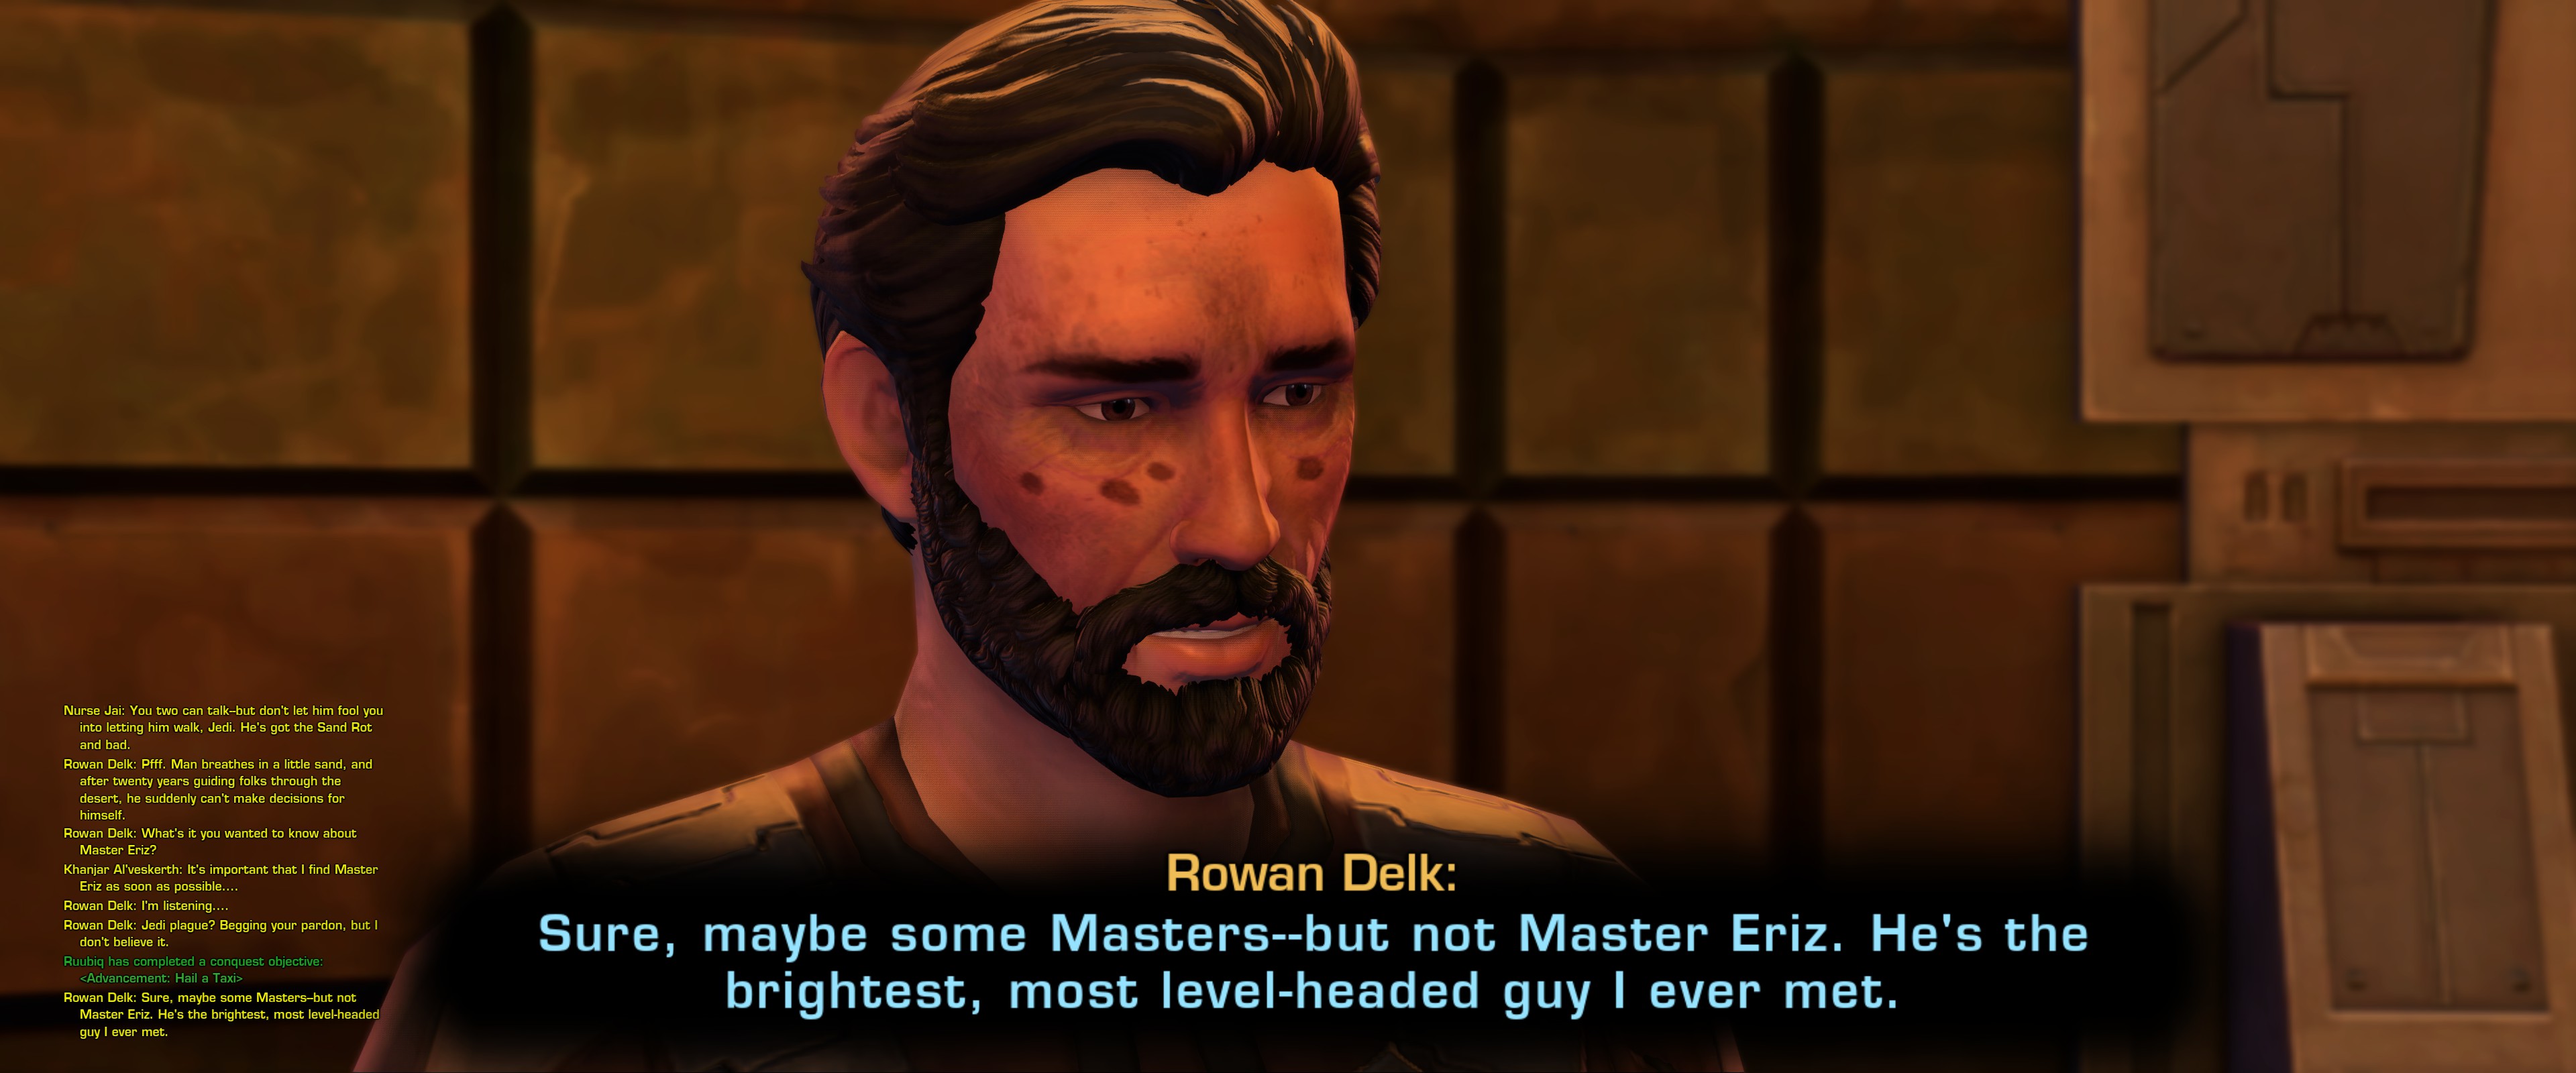 Nurse Jai: You two can talk--but don't let him fool you
into letting him walk, Jedi. He's got the Sand Rot
and bad.
Rowan Delk: Pfff. Man breathes in a little sand, and
after twenty years guiding folks through the
desert, he suddenly can't make decisions for
himself.
Rowan Delk: What's it you wanted to know about
Master Eriz?
Khanjar Al'veskerth: It's important that I find Master
Eriz as soon as possible....
Rowan Delk: I'm listening....
Rowan Delk: Jedi plague? Begging your pardon, but I
don't believe it.
Ruubiq has completed a conquest objective:
<Advancement: Hail a Taxi>
Rowan Delk: Sure, maybe some Masters--but not
Master Eriz. He's the brightest, most level-headed
guy I ever met.
Rowan Delk:
Sure, maybe some Masters--but not Master Eriz. He's the
brightest, most level-headed guy I ever met.